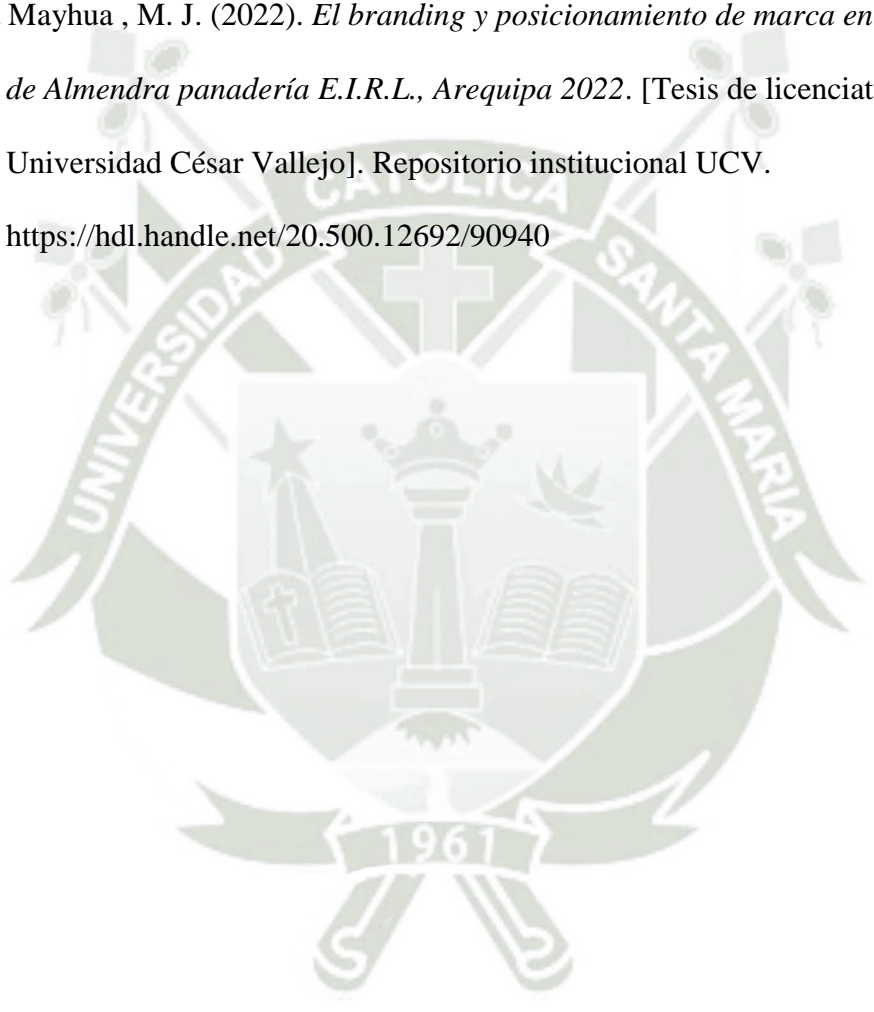 Mayhua , M. J. (2022). El branding y posicionamiento de marca en
de Almendra panadería E.I.R.L., Arequipa 2022. [Tesis de licenciat
Universidad César Vallejo]. Repositorio institucional UCV.
https://hdl.handle.net/20.500.12692/90940
UNIVERSIDAD CATOLICA SANTA MARIA
1961